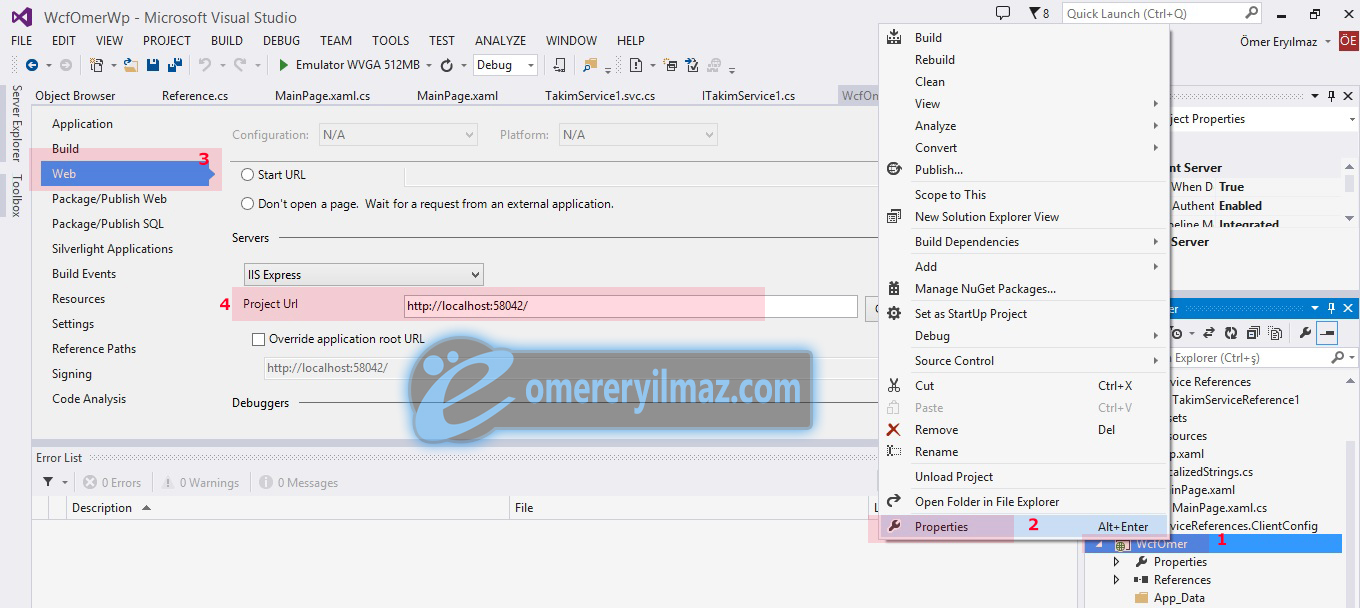 WcfOmerWp - Microsoft Visual Studio
8
Quick Launch (Ctrl+Q)
FILE EDIT VIEW PROJECT BUILD DEBUG TEAM TOOLS TEST ANALYZE WINDOW HELP
Ömer Eryılmaz ÖE
Emulator WVGA 512MB Debug
Server Explorer
Toolbox
Object Browser Reference.cs MainPage.xaml.cs MainPage.xaml TakimService1.svc.cs ITakimService1.cs WcfOm
Application
Build
3
Web
Package/Publish Web
Package/Publish SQL
Silverlight Applications
Build Events
Resources
Settings
Reference Paths
Signing
Code Analysis
Configuration: N/A Platform: N/A
Start URL
Don't open a page. Wait for a request from an external application.
Servers
IIS Express
4 Project Url http://localhost:58042/
Override application root URL
http://localhost:58042/
Debuggers
omereryilmaz.com
Error List
0 Errors 0 Warnings 0 Messages
Description File L
Build
Rebuild
Clean
View
Analyze
Convert
Publish...
Scope to This
New Solution Explorer View
Build Dependencies
Add
Manage NuGet Packages...
Set as StartUp Project
Debug
Source Control
Cut Ctrl+X
Paste Ctrl+V
Remove Del
Rename
Unload Project
Open Folder in File Explorer
Properties 2 Alt+Enter
ject Properties
nt Server
When D True
Authent Enabled
eline M Integrated
Server
er
Explorer (Ctrl+ş)
vice References
TakimServiceReference1
sets
sources
p.xaml
calizedStrings.cs
inPage.xaml
MainPage.xaml.cs
viceReferences.ClientConfig
WcfOmer 1
Properties
References
App_Data